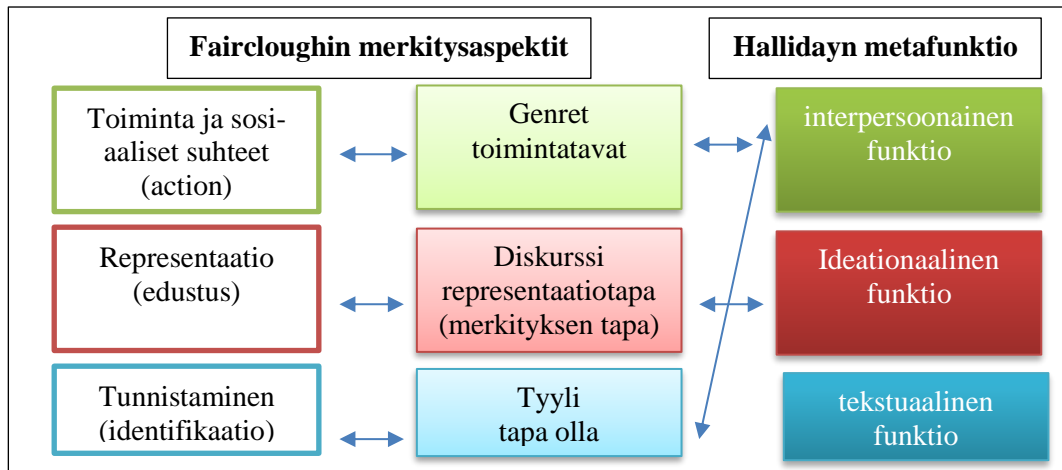 Faircloughin merkitysaspektit
Hallidayn metafunktio
Toiminta ja sosi-
aaliset suhteet
(action)
Genret
toimintatavat
interpersoonainen
funktio
Representaatio
(edustus)
Diskurssi
representaatiotapa
(merkityksen tapa)
Ideationaalinen
funktio
Tunnistaminen
(identifikaatio)
Tyyli
tapa olla
tekstuaalinen
funktio